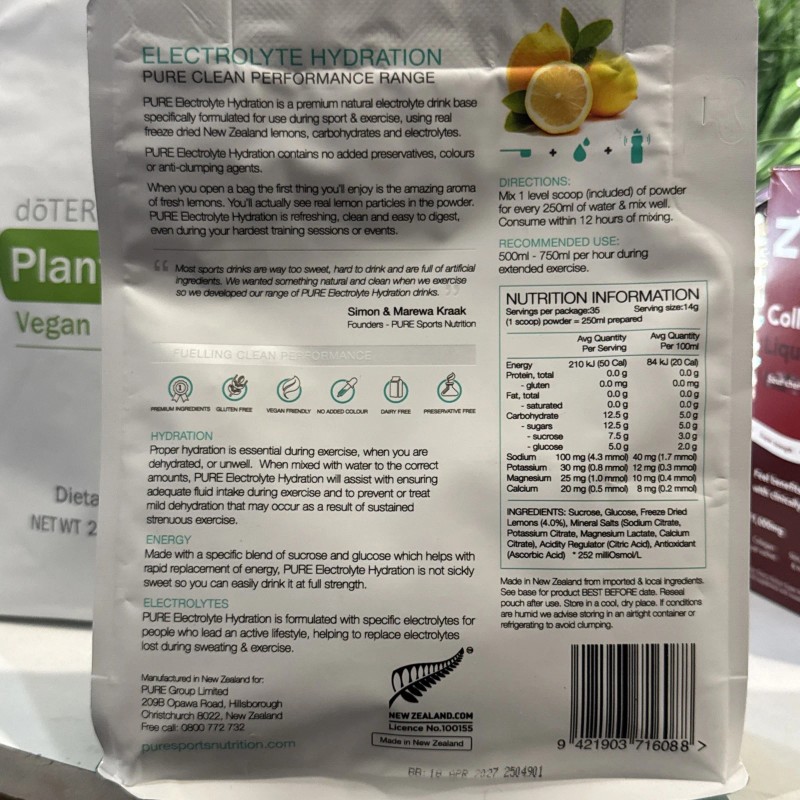 ELECTROLYTE HYDRATION
PURE CLEAN PERFORMANCE RANGE
PURE Electrolyte Hydration is a premium natural electrolyte drink base
specifically formulated for use during sport & exercise, using real
freeze dried New Zealand lemons, carbohydrates and electrolytes.
PURE Electrolyte Hydration contains no added preservatives, colours
or anti-clumping agents.
When you open a bag the first thing you'll enjoy is the amazing aroma
of fresh lemons. You'll actually see real lemon particles in the powder.
PURE Electrolyte Hydration is refreshing, clean and easy to digest,
even during your hardest training sessions or events.
“ Most sports drinks are way too sweet, hard to drink and are full of artificial
ingredients. We wanted something natural and clean when we exercise
so we developed our range of PURE Electrolyte Hydration drinks. ”
Simon & Marewa Kraak
Founders - PURE Sports Nutrition
FUELLING CLEAN PERFORMANCE
PREMIUM INGREDIENTS GLUTEN FREE VEGAN FRIENDLY NO ADDED COLOUR DAIRY FREE PRESERVATIVE FREE
HYDRATION
Proper hydration is essential during exercise, when you are
dehydrated, or unwell. When mixed with water to the correct
amounts, PURE Electrolyte Hydration will assist with ensuring
adequate fluid intake during exercise and to prevent or treat
mild dehydration that may occur as a result of sustained
strenuous exercise.
ENERGY
Made with a specific blend of sucrose and glucose which helps with
rapid replacement of energy, PURE Electrolyte Hydration is not sickly
sweet so you can easily drink it at full strength.
ELECTROLYTES
PURE Electrolyte Hydration is formulated with specific electrolytes for
people who lead an active lifestyle, helping to replace electrolytes
lost during sweating & exercise.
Manufactured in New Zealand for:
PURE Group Limited
209B Opawa Road, Hillsborough
Christchurch 8022, New Zealand
Free call: 0800 772 732
puresportsnutrition.com
NEWZEALAND.COM
Licence No.100155
Made in New Zealand
+ +
DIRECTIONS:
Mix 1 level scoop (included) of powder
for every 250ml of water & mix well.
Consume within 12 hours of mixing.
RECOMMENDED USE:
500ml - 750ml per hour during
extended exercise.
NUTRITION INFORMATION
Servings per package:35 Serving size:14g
(1 scoop) powder = 250ml prepared
Avg Quantity Avg Quantity
Per Serving Per 100ml
Energy 210 kJ (50 Cal) 84 kJ (20 Cal)
Protein, total 0.0 g 0.0 g
- gluten 0.0 mg 0.0 mg
Fat, total 0.0 g 0.0 g
- saturated 0.0 g 0.0 g
Carbohydrate 12.5 g 5.0 g
- sugars 12.5 g 5.0 g
- sucrose 7.5 g 3.0 g
- glucose 5.0 g 2.0 g
Sodium 100 mg (4.3 mmol) 40 mg (1.7 mmol)
Potassium 30 mg (0.8 mmol) 12 mg (0.3 mmol)
Magnesium 25 mg (1.0 mmol) 10 mg (0.4 mmol)
Calcium 20 mg (0.5 mmol) 8 mg (0.2 mmol)
INGREDIENTS: Sucrose, Glucose, Freeze Dried
Lemons (4.0%), Mineral Salts (Sodium Citrate,
Potassium Citrate, Magnesium Lactate, Calcium
Citrate), Acidity Regulator (Citric Acid), Antioxidant
(Ascorbic Acid) * 252 milliOsmol/L
Made in New Zealand from imported & local ingredients.
See base for product BEST BEFORE date. Reseal
pouch after use. Store in a cool, dry place. If conditions
are humid we advise storing in an airtight container or
refrigerating to avoid clumping.
9 421903 716088 >
BB: 18 APR 2027 2504901
dōTER
Plan
Vegan
Dieta
NET WT 2
Z
Coll
Liqu